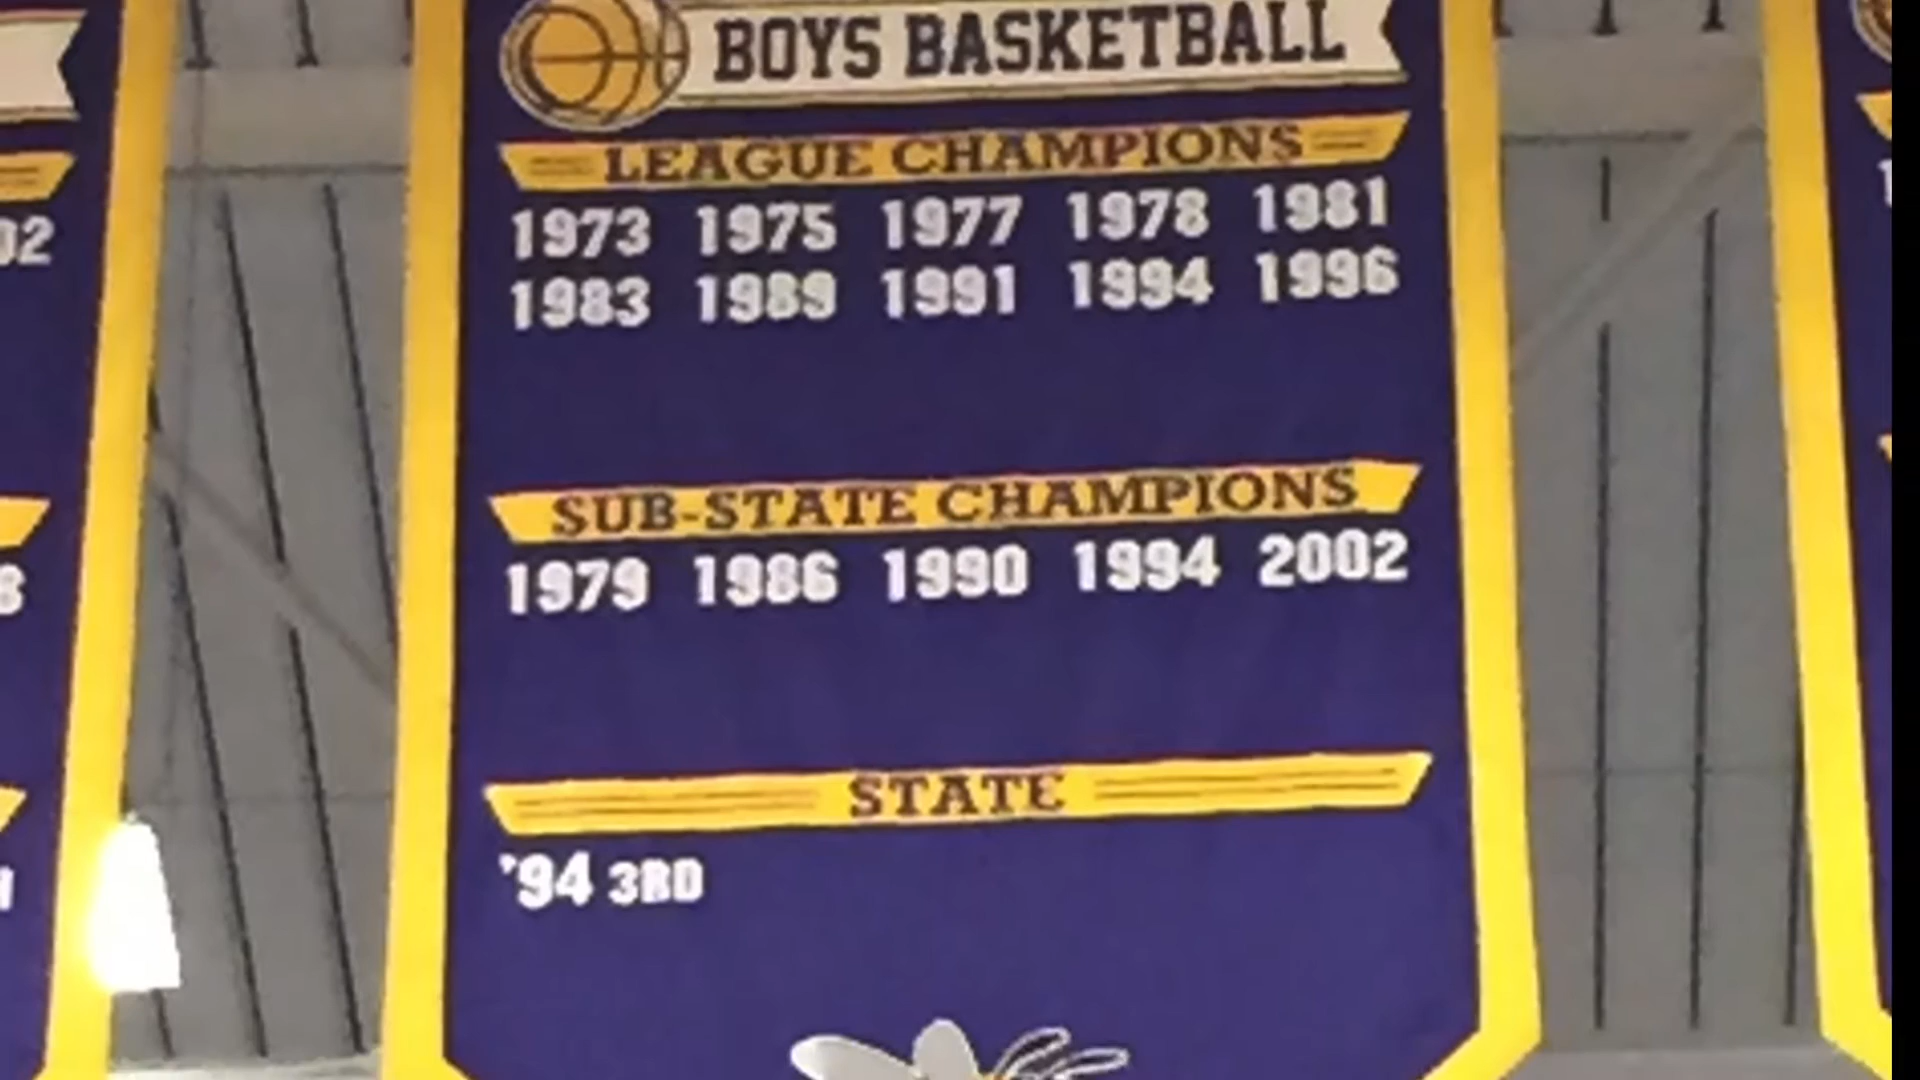 BOYS BASKETBALL
LEAGUE CHAMPIONS
1973 1975 1977 1978 1981
1983 1989 1991 1994 1996
SUB-STATE CHAMPIONS
1979 1986 1990 1994 2002
STATE
'94 3RD